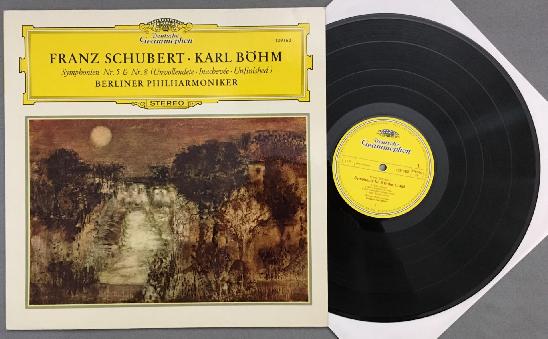 Deutsche
Grammophon
FRANZ SCHUBERT · KARL BÖHM
Symphonien Nr. 5 & Nr. 8 (Unvollendete · Inachevée · Unfinished)
BERLINER PHILHARMONIKER
STEREO
Deutsche
Grammophon